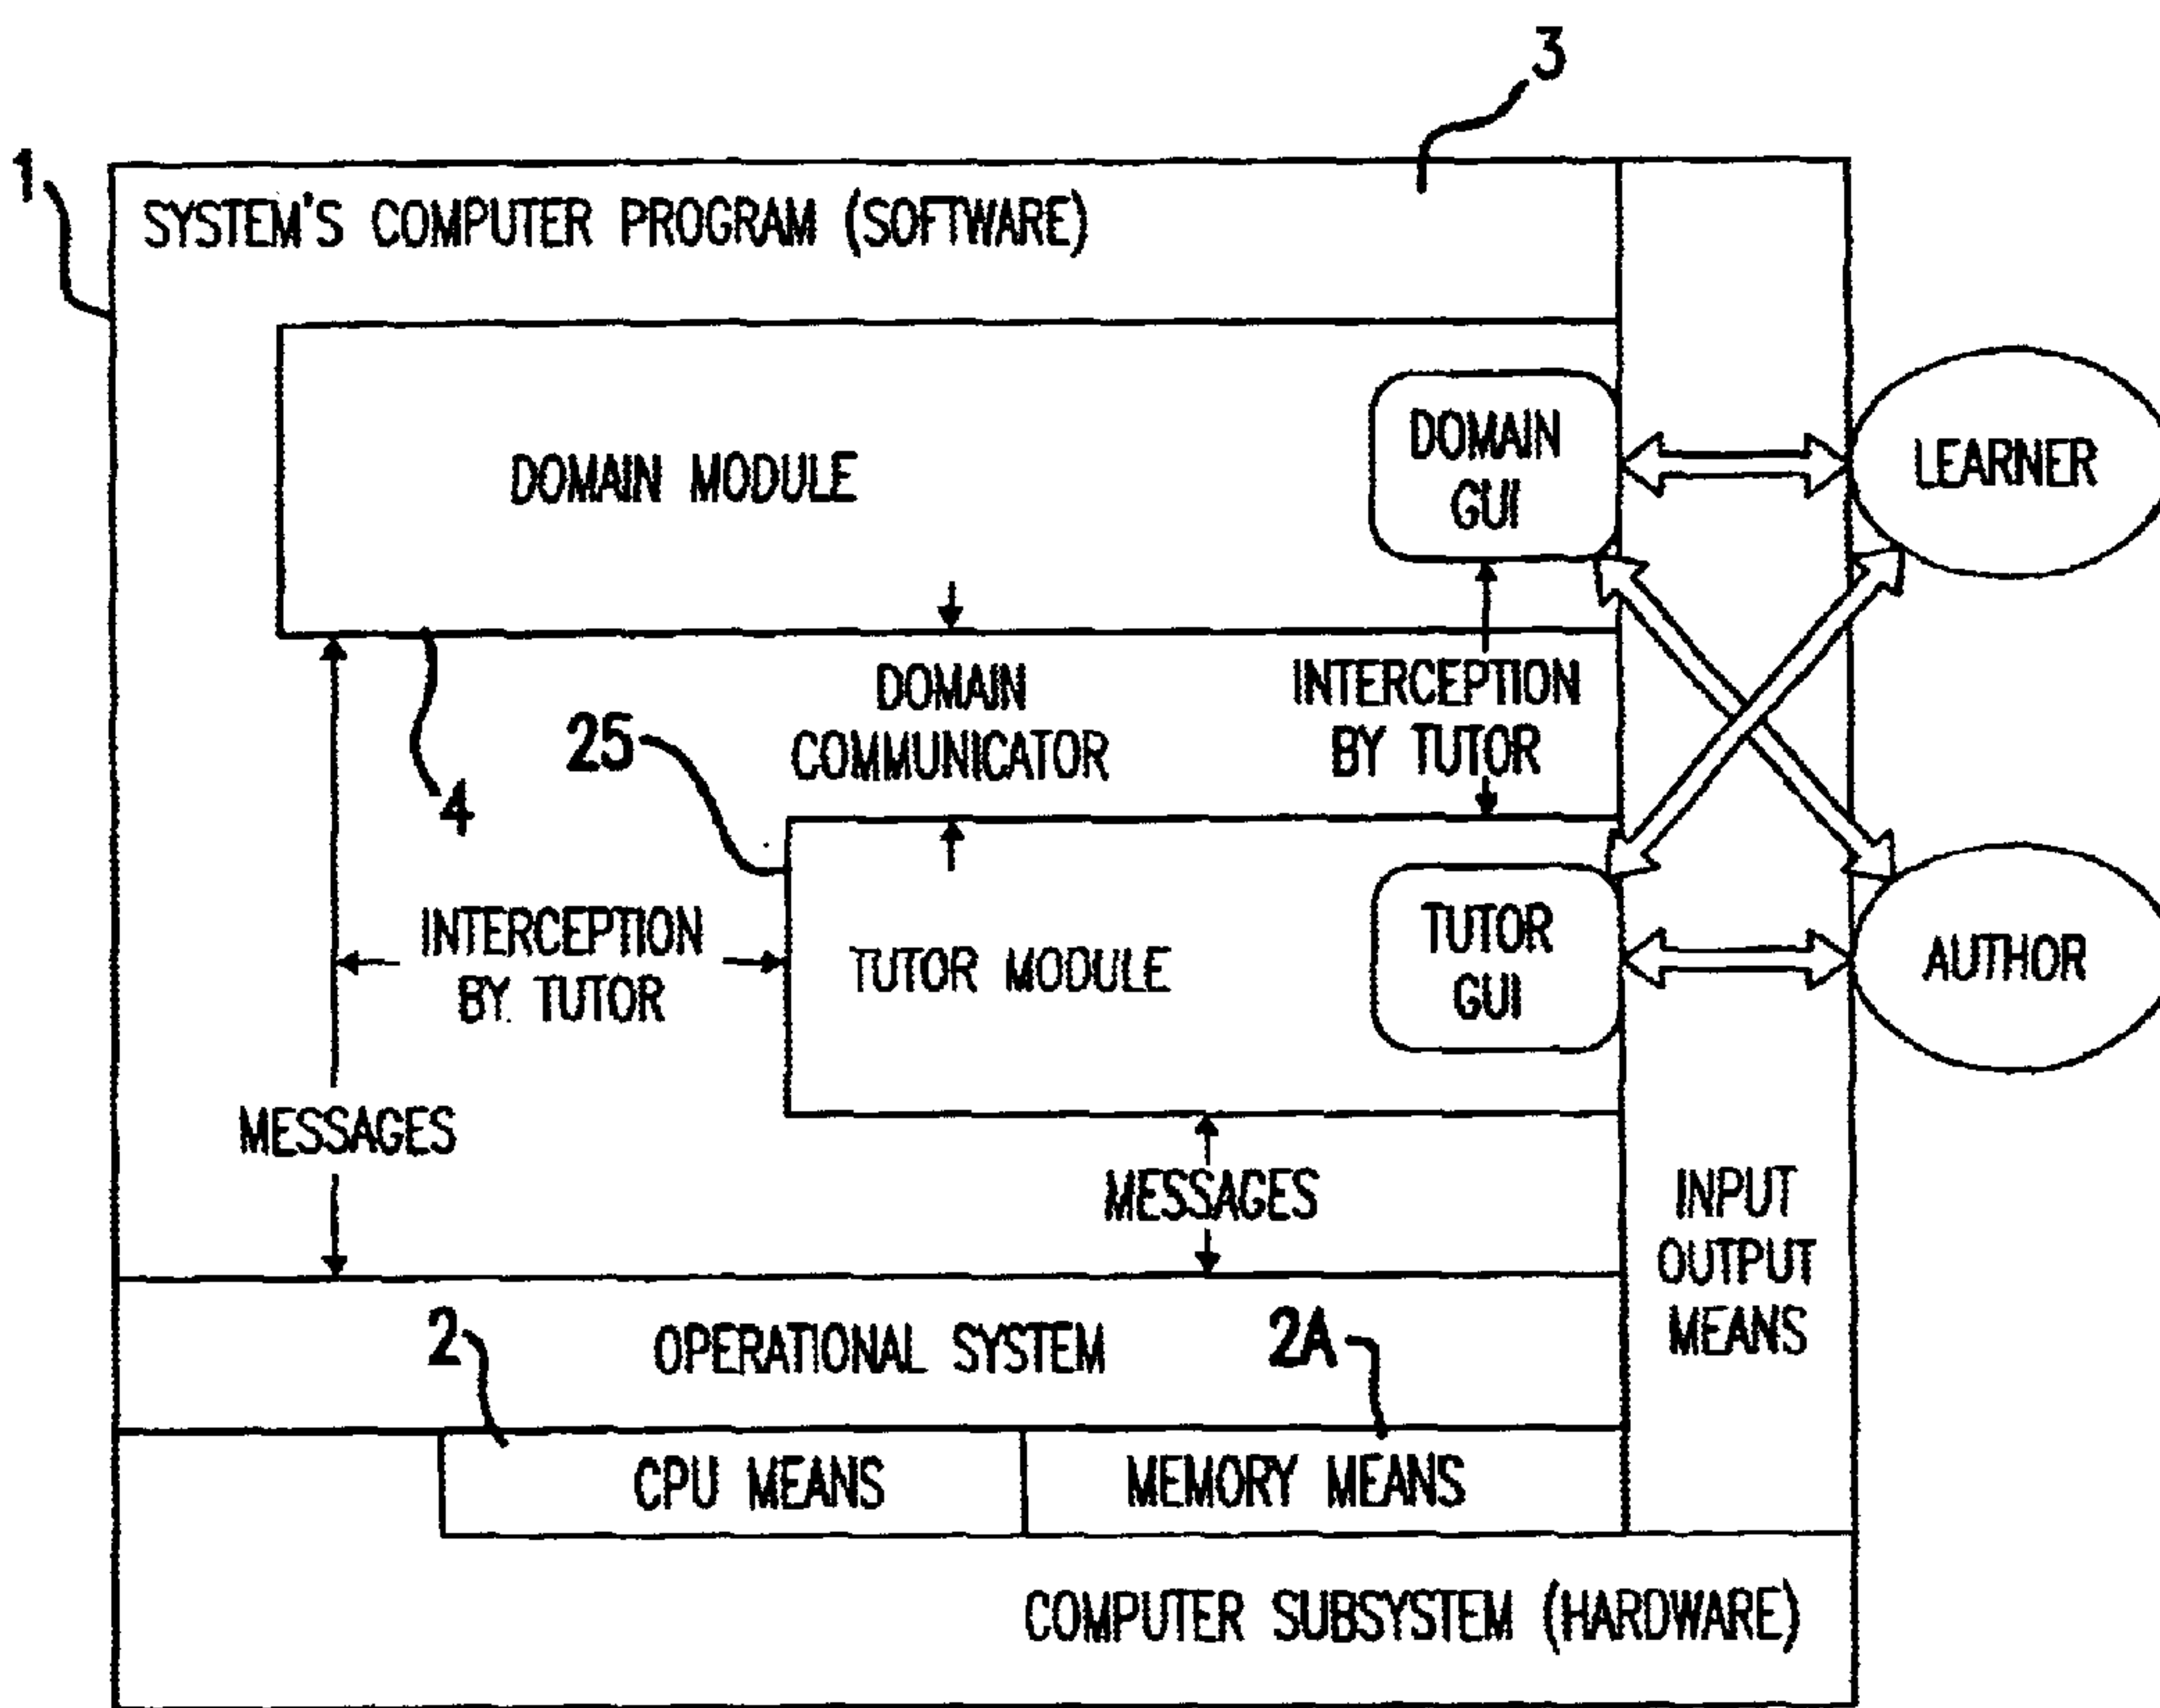 3
1
SYSTEM'S COMPUTER PROGRAM (SOFTWARE)
DOMAIN MODULE
DOMAIN
GUI
LEARNER
4
25
DOMAIN
COMMUNICATOR
INTERCEPTION
BY TUTOR
INTERCEPTION
BY TUTOR
TUTOR MODULE
TUTOR
GUI
AUTHOR
MESSAGES
MESSAGES
INPUT
OUTPUT
MEANS
2
OPERATIONAL SYSTEM
2A
CPU MEANS
MEMORY MEANS
COMPUTER SUBSYSTEM (HARDWARE)